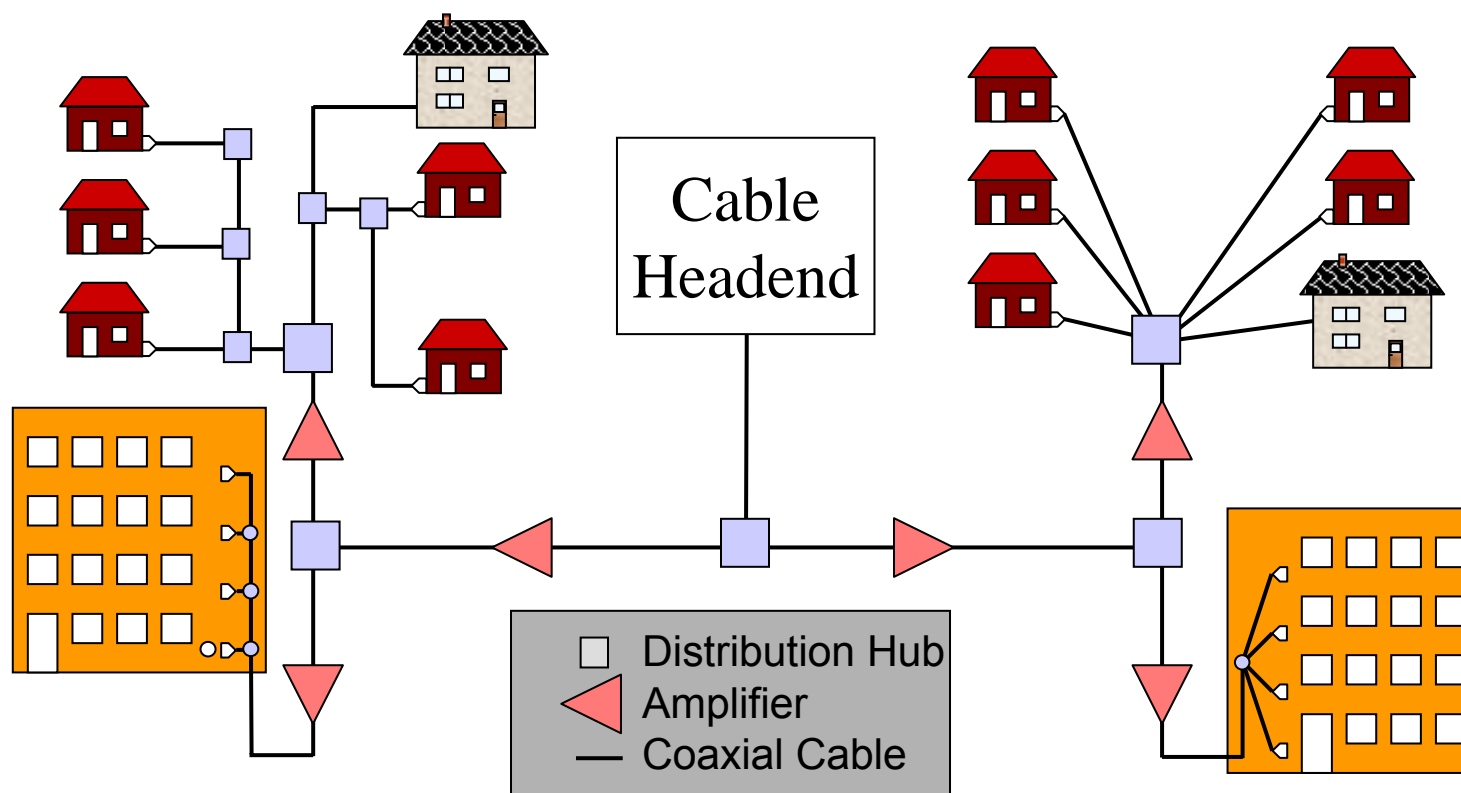 Cable
Headend
Distribution Hub
Amplifier
Coaxial Cable